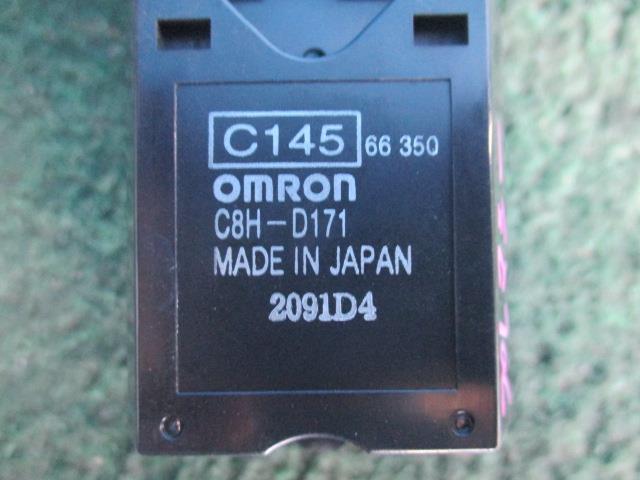 C145 66 350
OMRON
C8H-D171
MADE IN JAPAN
2091D4